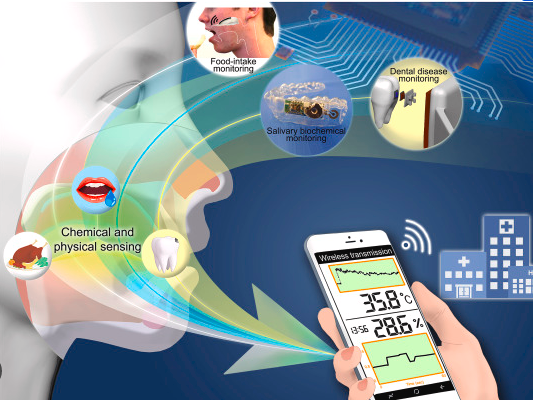 Food-intake
monitoring
Dental disease
monitoring
Salivary biochemical
monitoring
Chemical and
physical sensing
Wireless transmission
35.8°C
13:56 28.6%
H